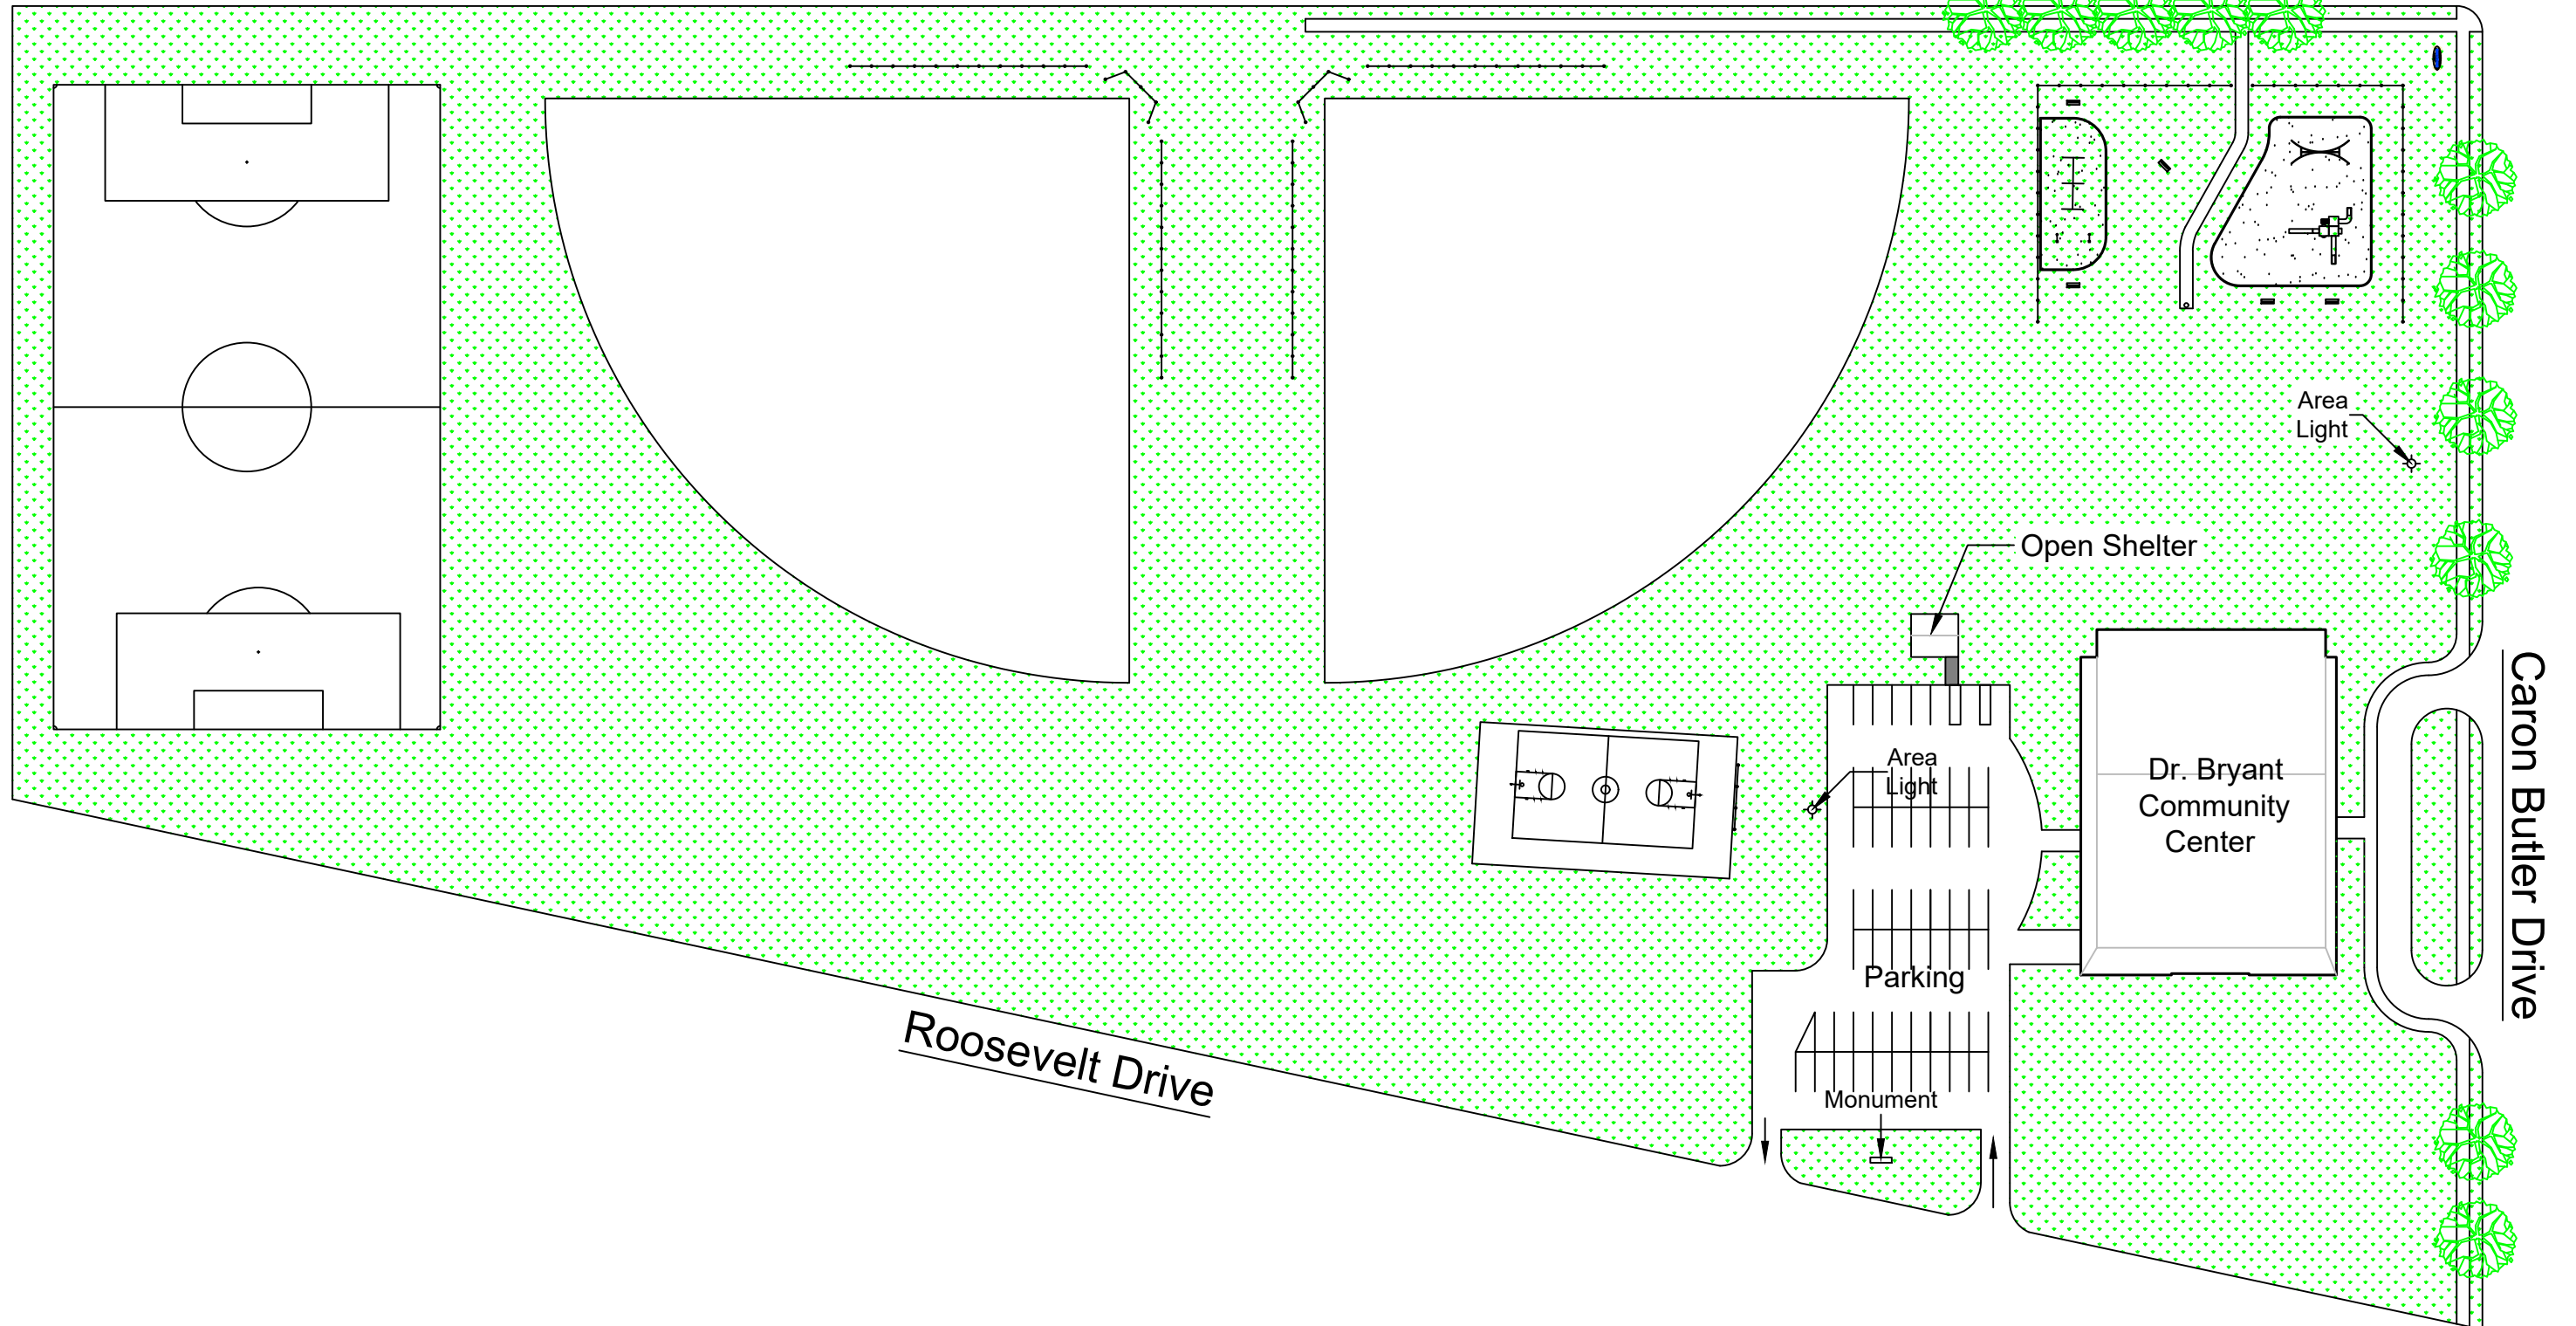 Area
Light
Open Shelter
Caron Butler Drive
Dr. Bryant
Community
Center
Area
Light
Parking
Roosevelt Drive
Monument